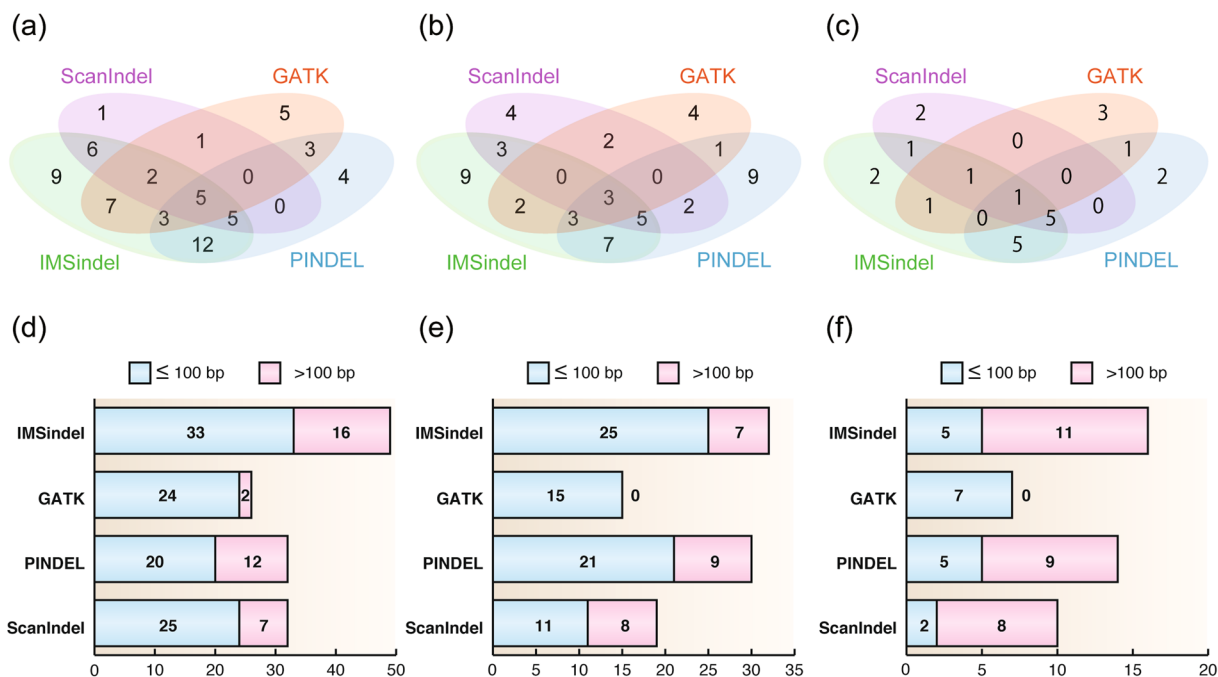 (a) (b) (c)
ScanIndel GATK ScanIndel GATK ScanIndel GATK
1 5 4 4 2 3
6 1 3 3 2 1 1 0 1
9 2 0 4 9 0 0 9 2 1 0 2
7 5 0 2 3 2 1 1 0
3 5 3 5 0 5
12 7 5
IMSindel PINDEL IMSindel PINDEL IMSindel PINDEL
(d) (e) (f)
≤ 100 bp >100 bp ≤ 100 bp >100 bp ≤ 100 bp >100 bp
IMSindel 33 16 IMSindel 25 7 IMSindel 5 11
GATK 24 2 GATK 15 0 GATK 7 0
PINDEL 20 12 PINDEL 21 9 PINDEL 5 9
ScanIndel 25 7 ScanIndel 11 8 ScanIndel 2 8
0 10 20 30 40 50 0 5 10 15 20 25 30 35 0 5 10 15 20